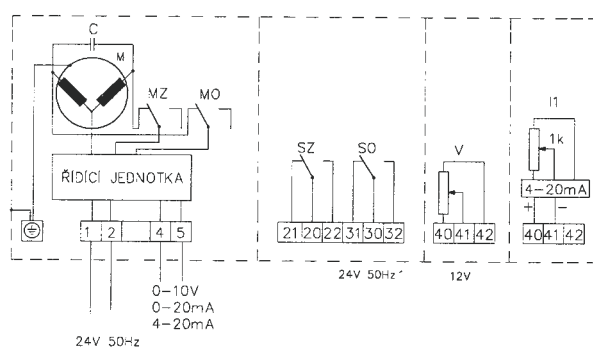 C
M
MZ MO
ŘÍDÍCÍ JEDNOTKA
1 2 4 5
0-10V
0-20mA
4-20mA
24V 50Hz
SZ SO
21 20 22 31 30 32
24V 50Hz
V
40 41 42
12V
I1
1k
4-20mA
+ -
40 41 42